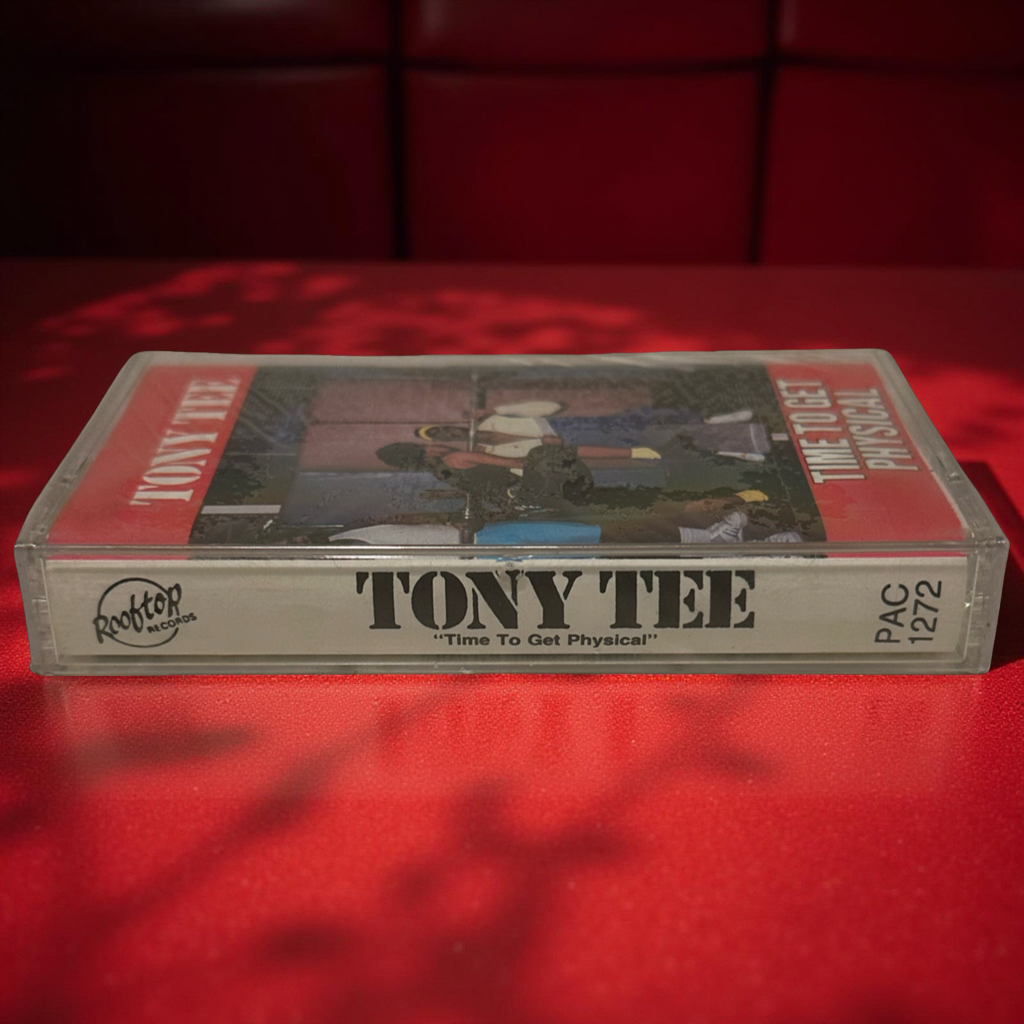 TONY TEE
TIME TO GET
PHYSICAL
Rooftop
RECORDS
TONY TEE
“Time To Get Physical”
PAC
1272